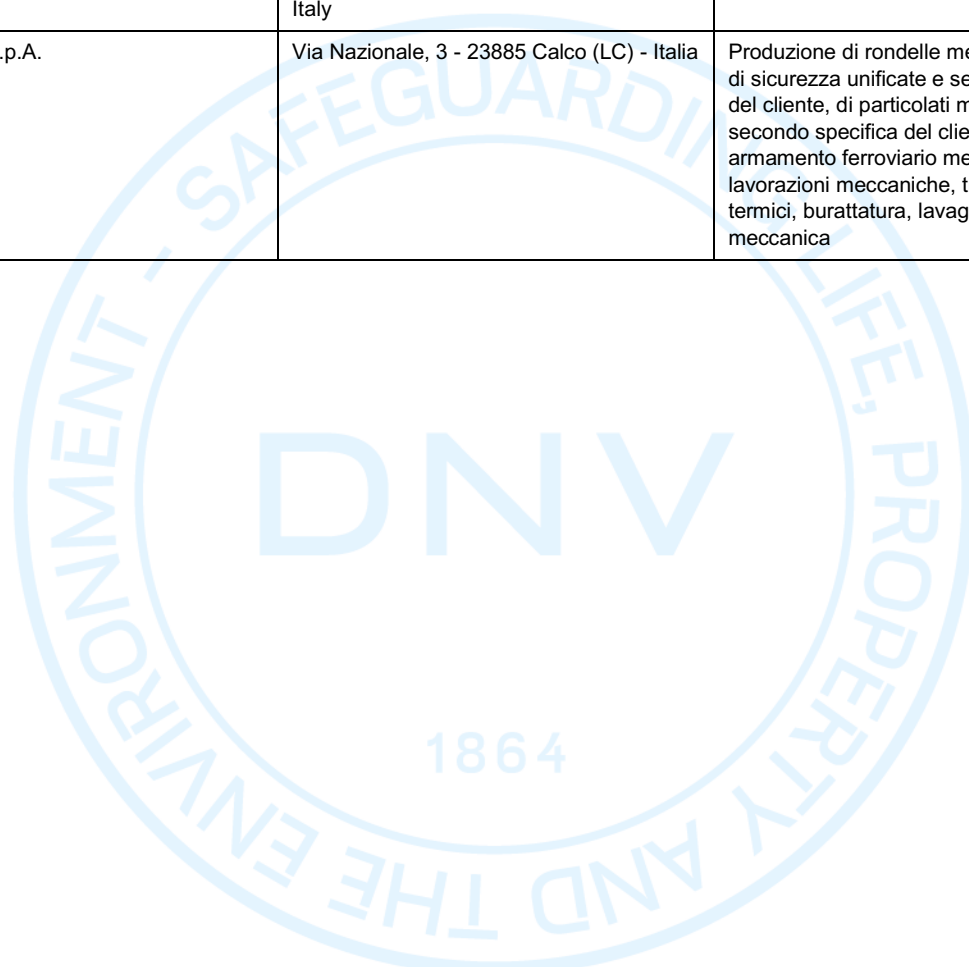 Italy
.p.A.
Via Nazionale, 3 - 23885 Calco (LC) - Italia
Produzione di rondelle me
di sicurezza unificate e se
del cliente, di particolati m
secondo specifica del clie
armamento ferroviario me
lavorazioni meccaniche, t
termici, burattatura, lavag
meccanica
SAFEGUARDING LIFE, PROPERTY AND THE ENVIRONMENT -
DNV
1864